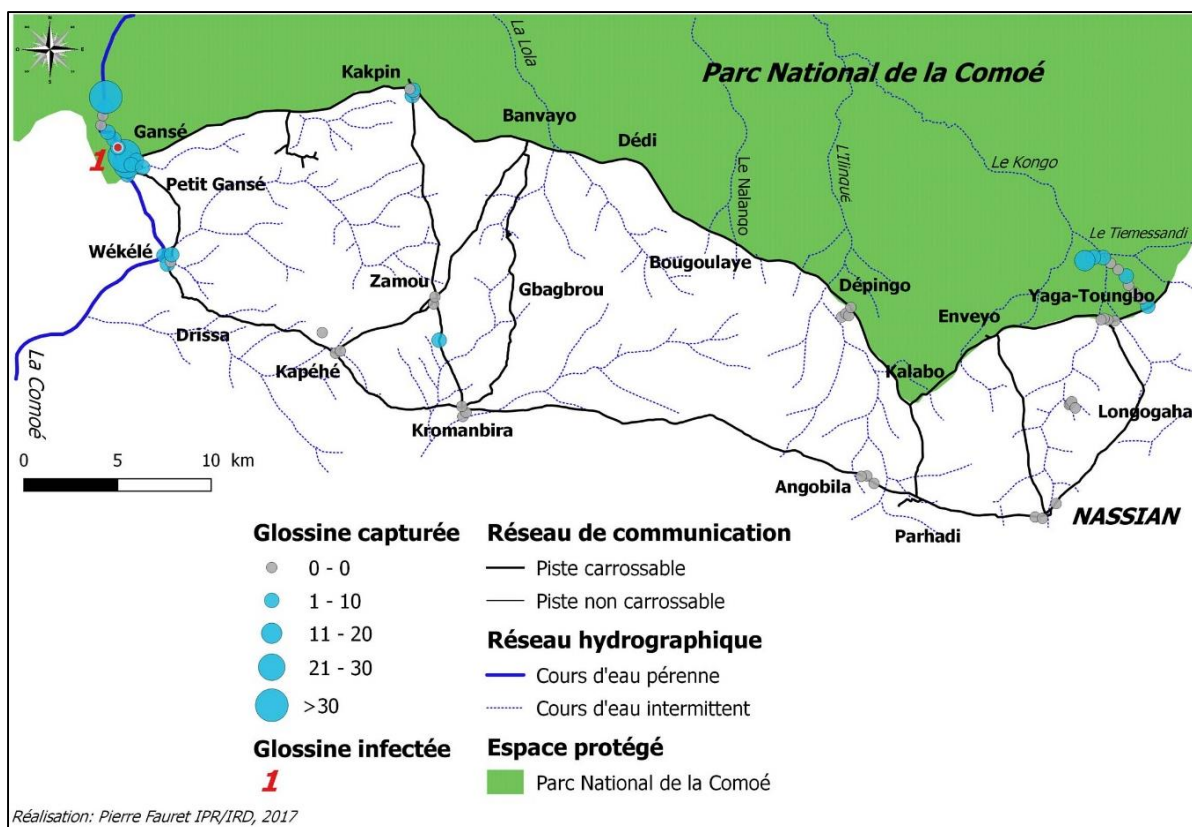 La Lola
Kakpin
Parc National de la Comoé
Banvayo
Gansé
Dédi
Le Nalanqo
L'Ilinque
Le Kongo
1
Petit Gansé
Le Tiemessandi
Wékélé
Bougoulaye
Zamou
Gbagbrou
Dépingo
Yaga-Toungbo
Enveyo
Drissa
La Comoé
Kapéhé
Kalabo
Longogaha
Kromanbira
0 5 10 km
Angobila
NASSIAN
Parhadi
Glossine capturée
0 - 0
1 - 10
11 - 20
21 - 30
>30
Glossine infectée
1
Réseau de communication
Piste carrossable
Piste non carrossable
Réseau hydrographique
Cours d'eau pérenne
Cours d'eau intermittent
Espace protégé
Parc National de la Comoé
Réalisation: Pierre Fauret IPR/IRD, 2017